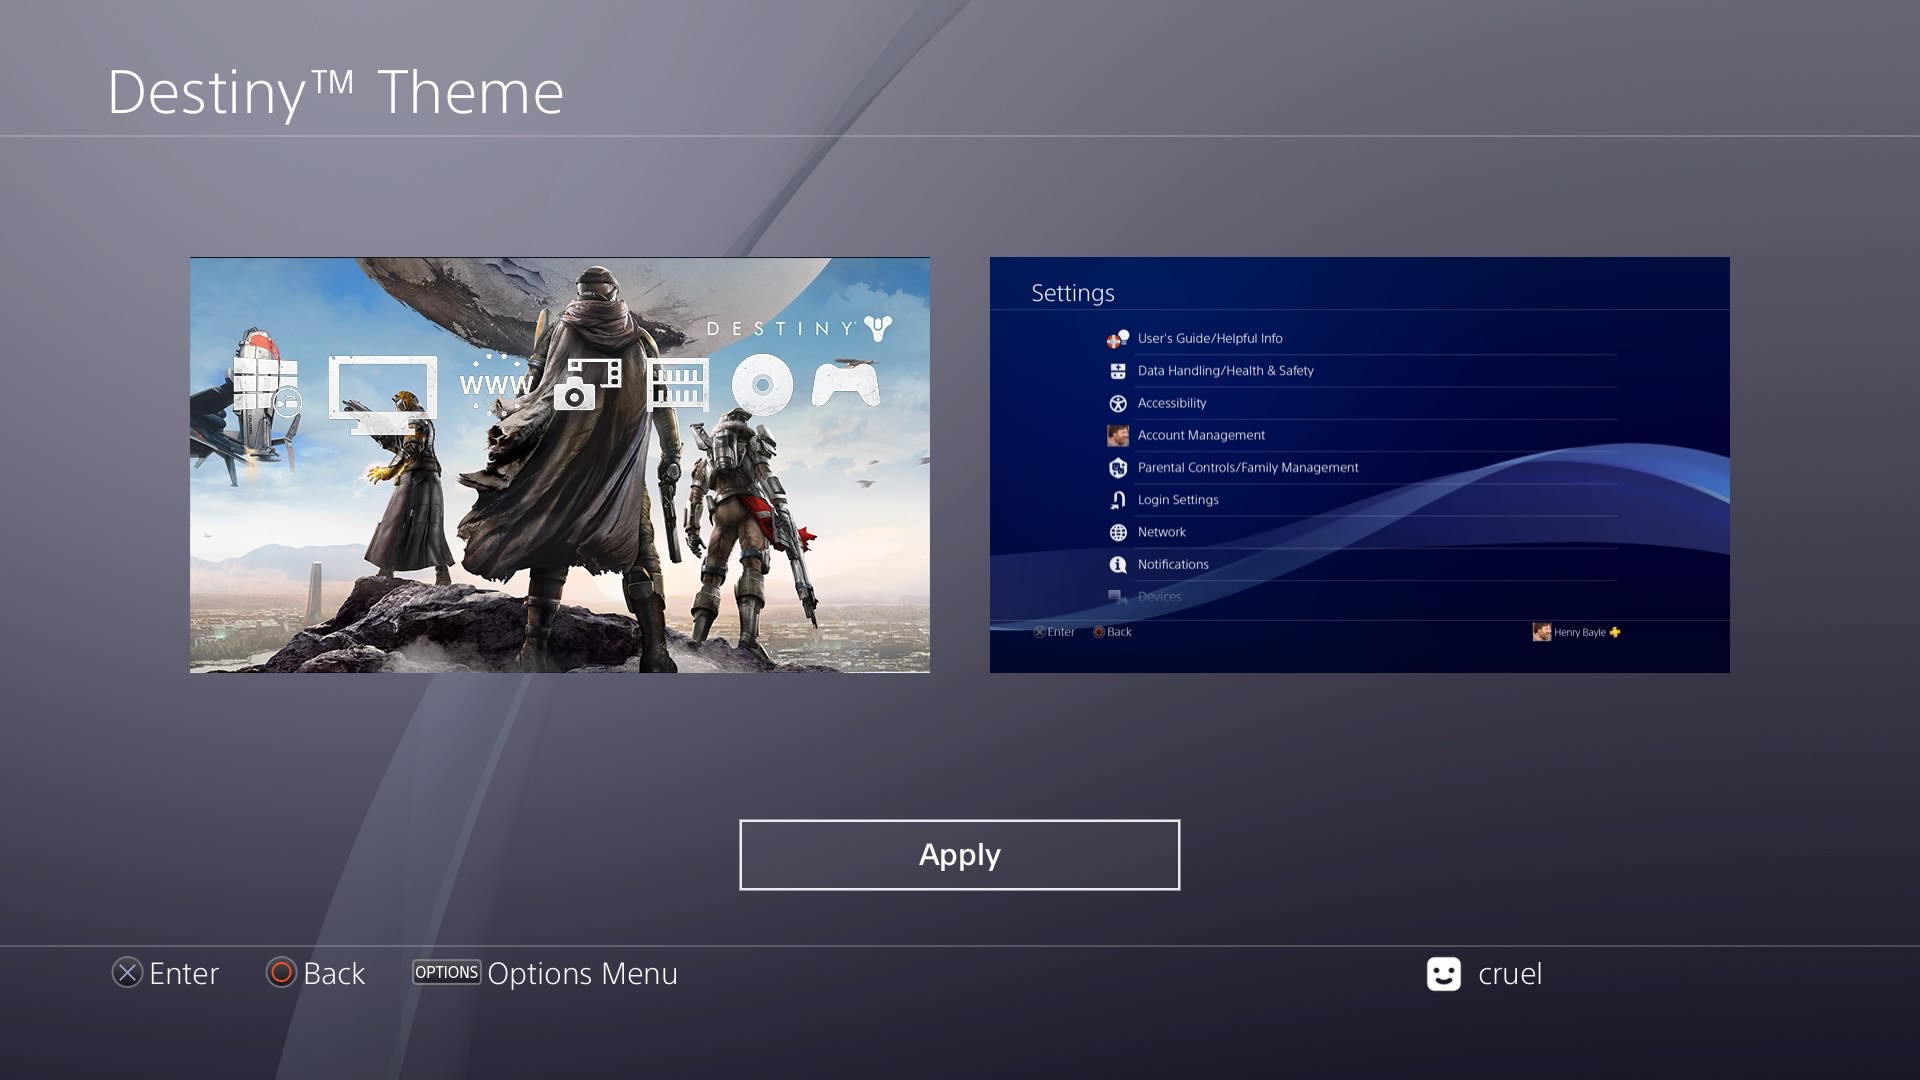 Destiny™ Theme
DESTINY
www
Settings
User's Guide/Helpful Info
Data Handling/Health & Safety
Accessibility
Account Management
Parental Controls/Family Management
Login Settings
Network
Notifications
Devices
Enter Back Henry Bayle
Apply
Enter Back OPTIONS Options Menu cruel